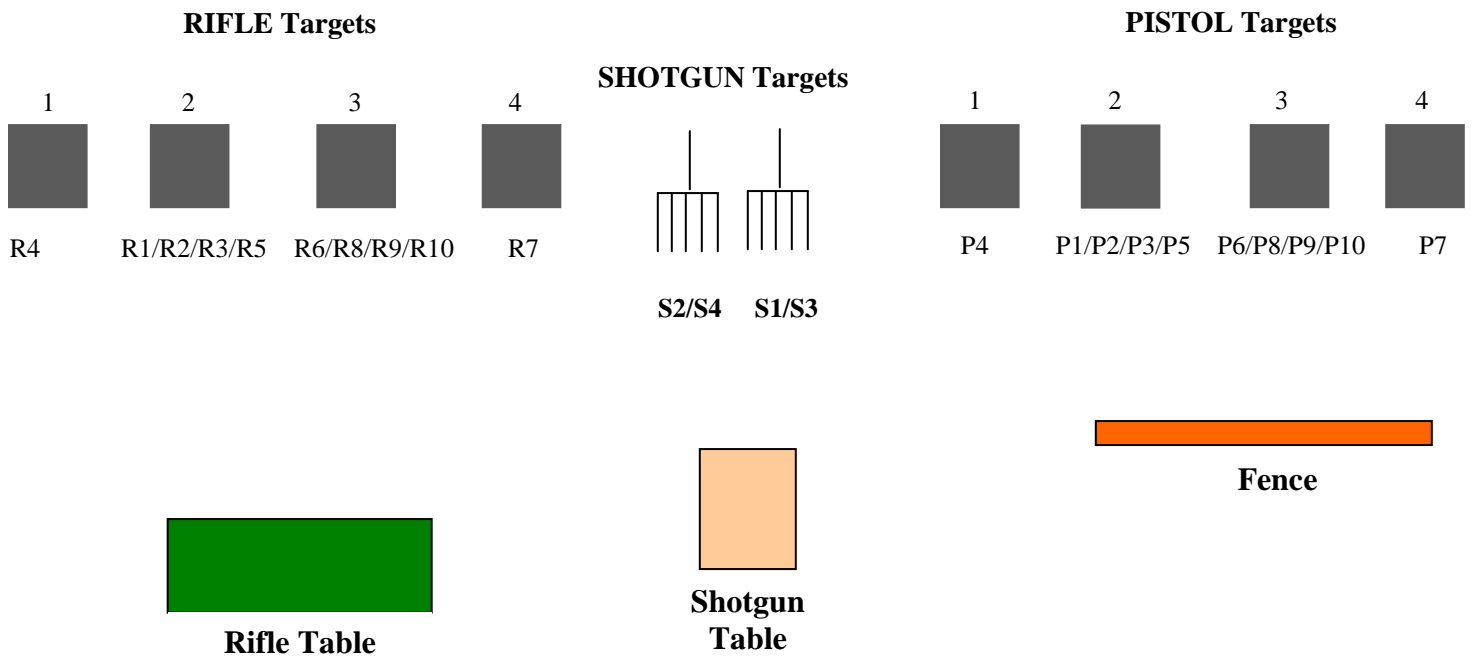 RIFLE Targets
PISTOL Targets
SHOTGUN Targets
1 2 3 4
1 2 3 4
R4 R1/R2/R3/R5 R6/R8/R9/R10 R7
P4 P1/P2/P3/P5 P6/P8/P9/P10 P7
S2/S4 S1/S3
Fence
Shotgun
Table
Rifle Table